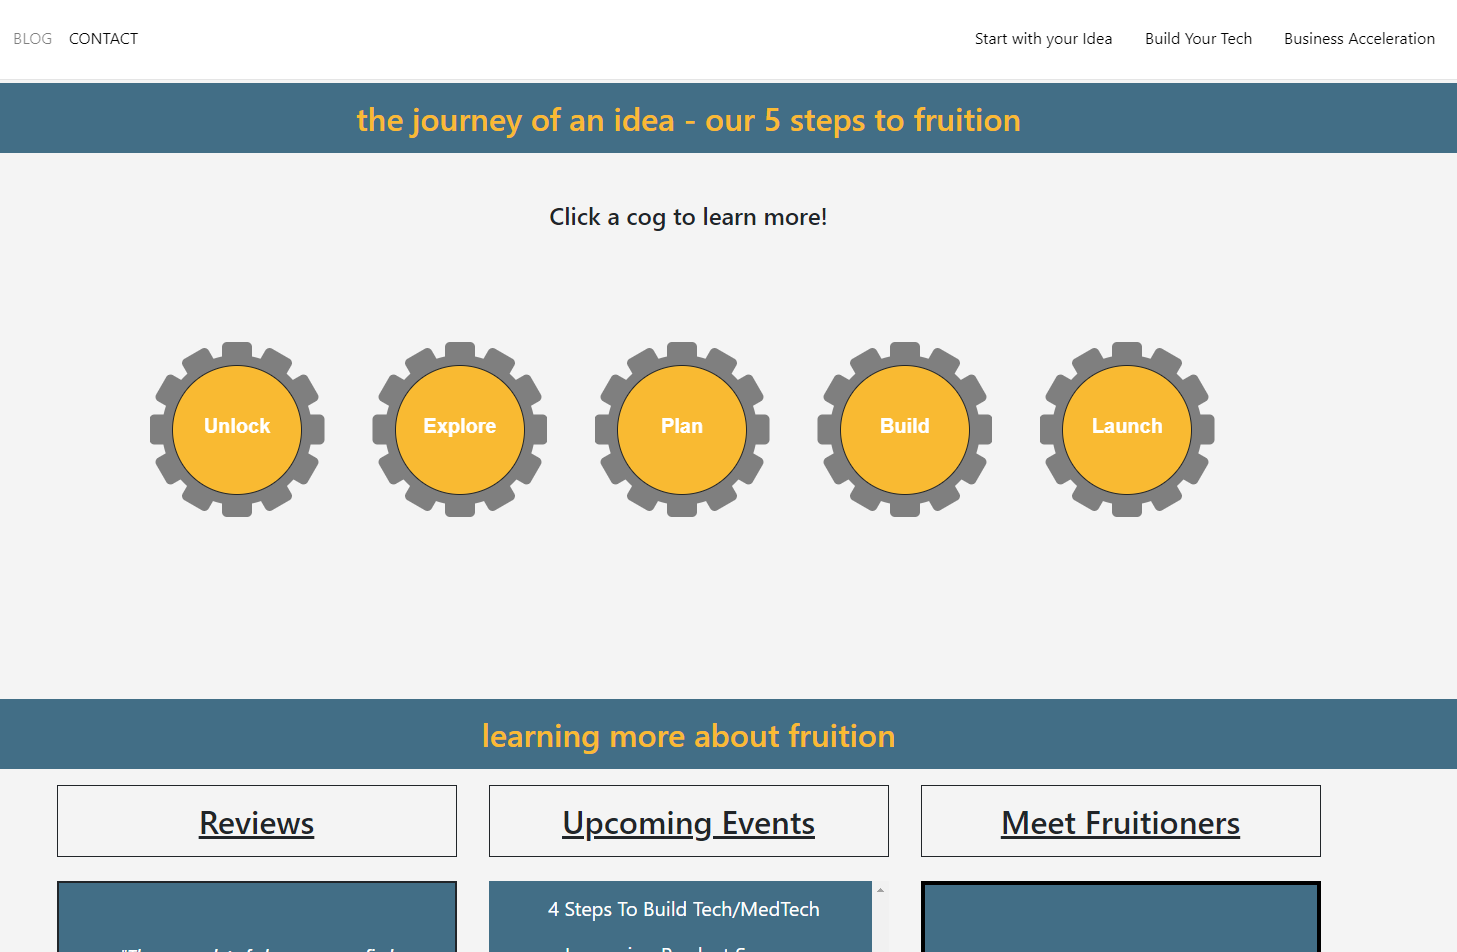 BLOG CONTACT Start with your Idea Build Your Tech Business Acceleration
the journey of an idea - our 5 steps to fruition
Click a cog to learn more!
Unlock Explore Plan Build Launch
learning more about fruition
Reviews Upcoming Events Meet Fruitioners
4 Steps To Build Tech/MedTech